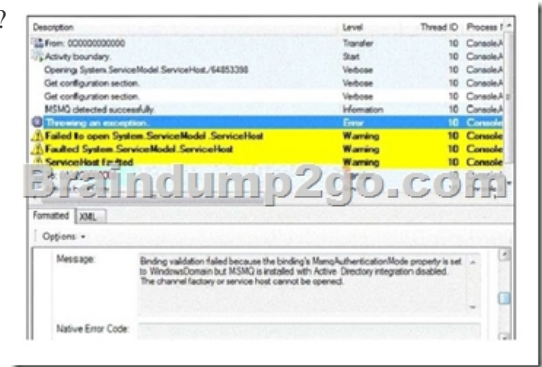 ?
Description Level Thread ID Process
From: 000000000000 Transfer 10 ConsoleA
Activity boundary. Start 10 ConsoleA
Opening System.ServiceModel.ServiceHost./64853398 Verbose 10 ConsoleA
Get configuration section. Verbose 10 ConsoleA
Get configuration section. Verbose 10 ConsoleA
MSMQ detected successfully. Information 10 ConsoleA
Throwing an exception. Error 10 Console
Failed to open System.ServiceModel.ServiceHost Warning 10 Console
Faulted System.ServiceModel.ServiceHost Warning 10 Console
ServiceHost faulted Warning 10 Console
Braindump2go.com
Formatted XML
Options
Message: Binding validation failed because the binding's MsmqAuthenticationMode property is set
to WindowsDomain but MSMQ is installed with Active Directory integration disabled.
The channel factory or service host cannot be opened.
Native Error Code: